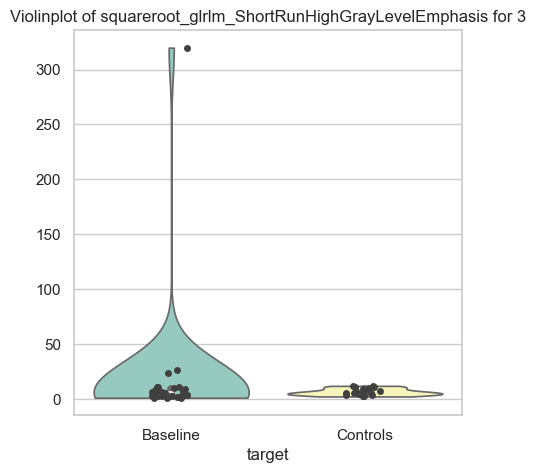 Violinplot of squareroot_glrlm_ShortRunHighGrayLevelEmphasis for 3
300
250
200
150
100
50
0
Baseline Controls
target